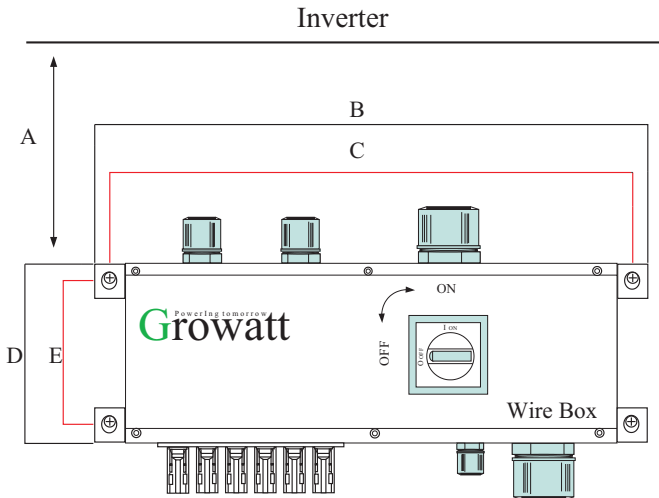 Inverter
A
B
C
D
E
ON
OFF
PowerIng tomorrow
Growatt
I ON
O OFF
Wire Box